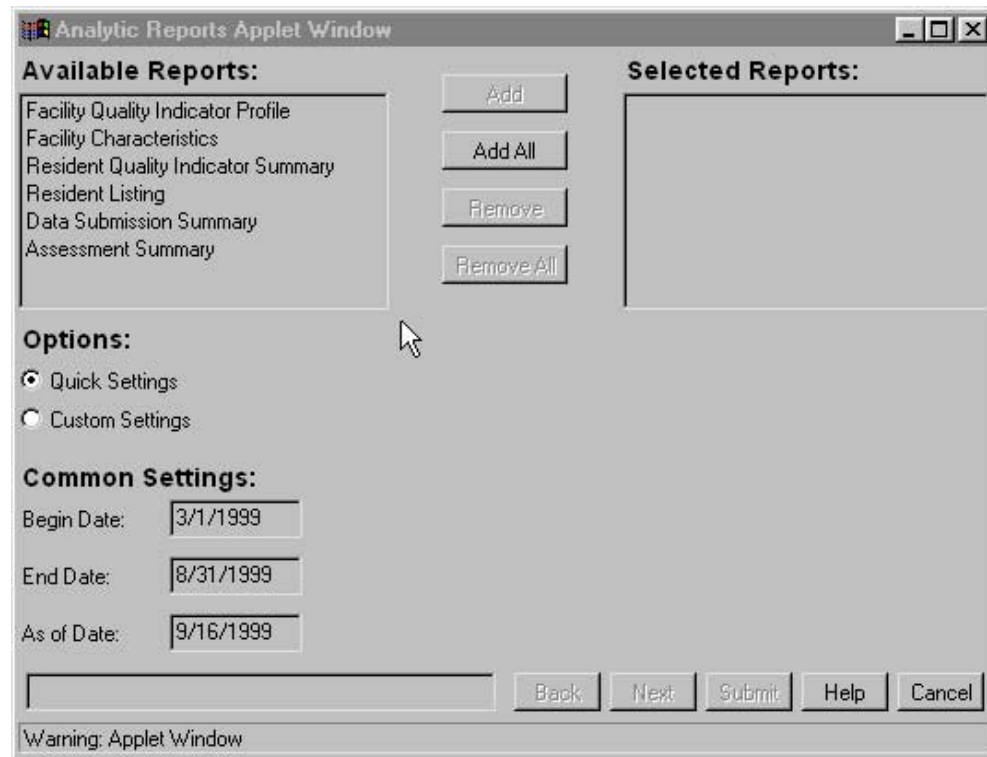 Analytic Reports Applet Window
Available Reports:
Facility Quality Indicator Profile
Facility Characteristics
Resident Quality Indicator Summary
Resident Listing
Data Submission Summary
Assessment Summary
Add
Add All
Remove
Remove All
Selected Reports:
Options:
Quick Settings
Custom Settings
Common Settings:
Begin Date: 3/1/1999
End Date: 8/31/1999
As of Date: 9/16/1999
Back Next Submit Help Cancel
Warning: Applet Window